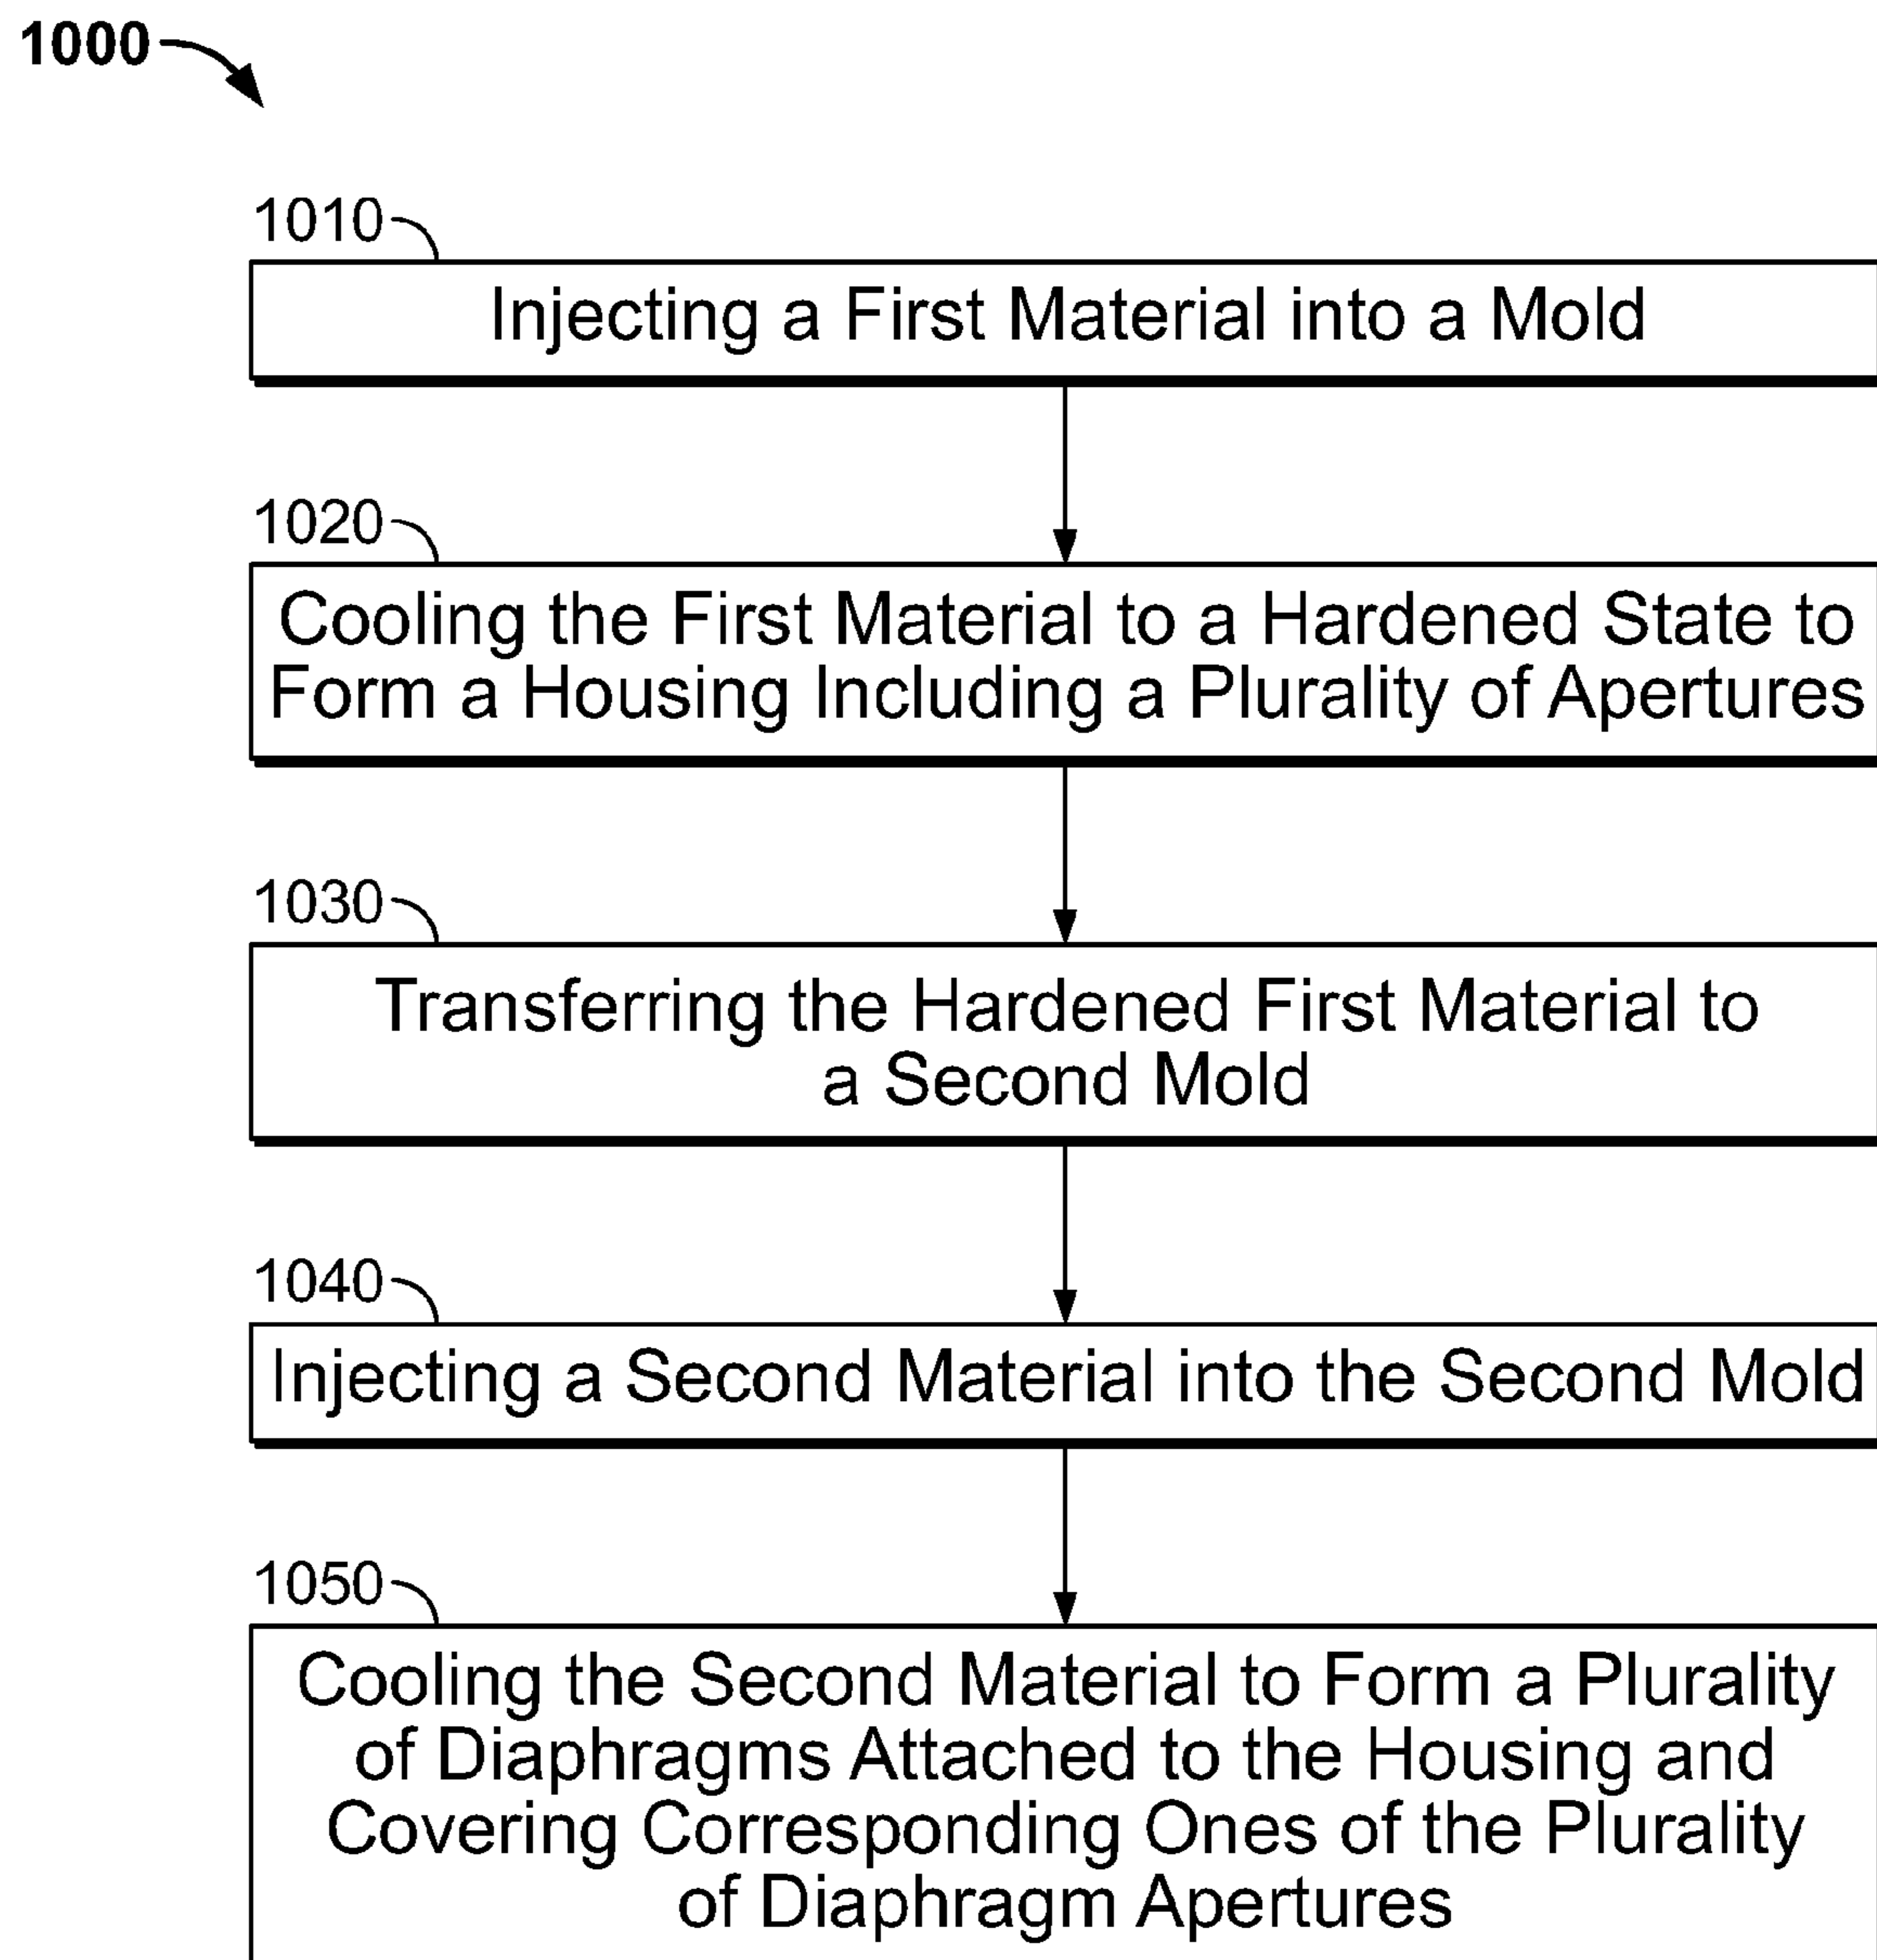 1000
1010
Injecting a First Material into a Mold
1020
Cooling the First Material to a Hardened State to
Form a Housing Including a Plurality of Apertures
1030
Transferring the Hardened First Material to
a Second Mold
1040
Injecting a Second Material into the Second Mold
1050
Cooling the Second Material to Form a Plurality
of Diaphragms Attached to the Housing and
Covering Corresponding Ones of the Plurality
of Diaphragm Apertures